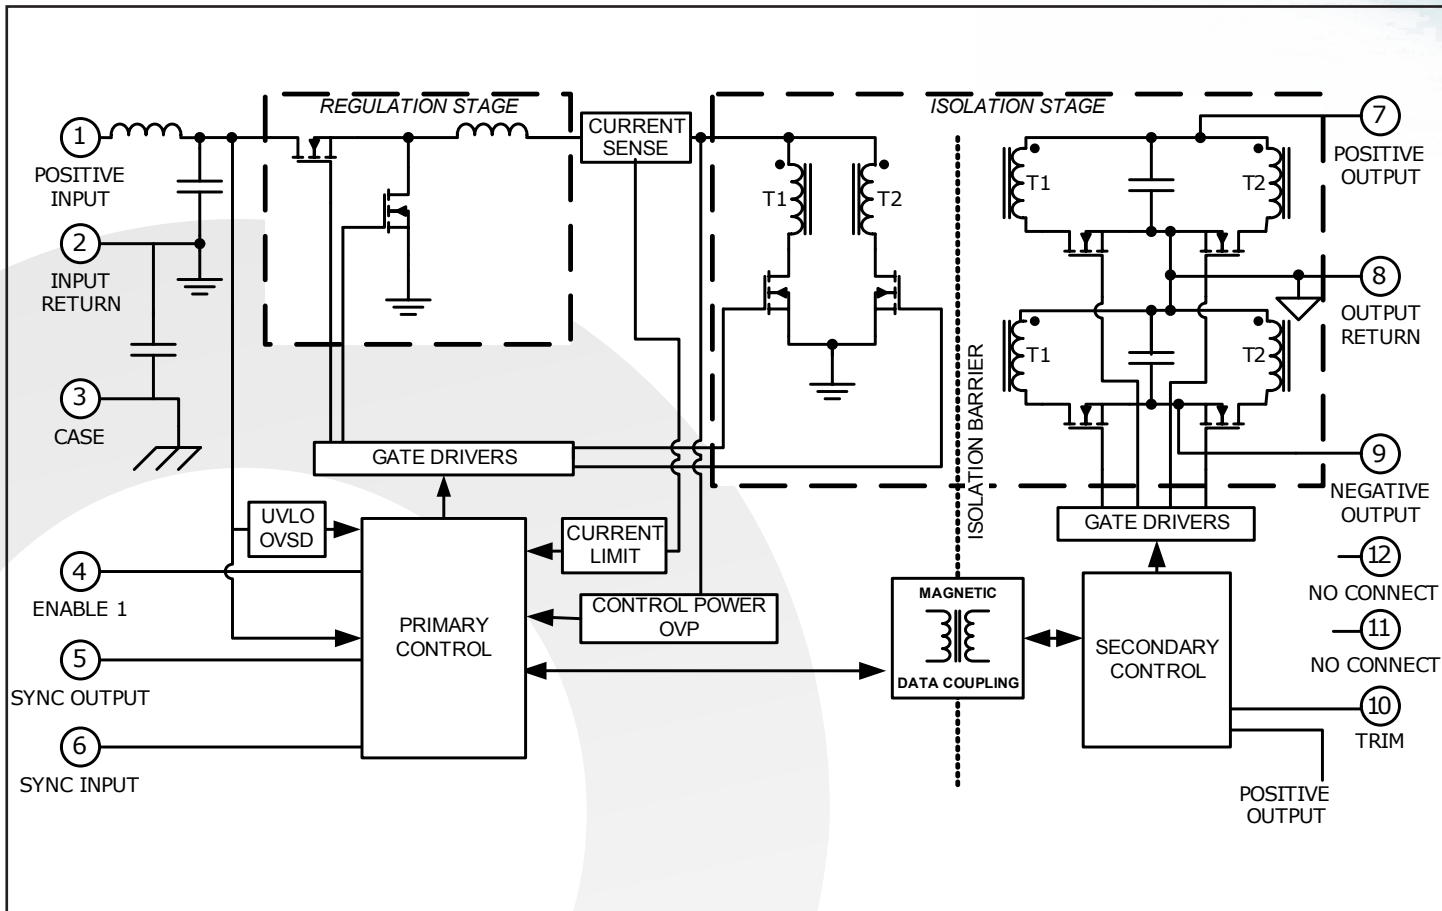 REGULATION STAGE
ISOLATION STAGE
1
POSITIVE
INPUT
CURRENT
SENSE
7
POSITIVE
OUTPUT
T1
T2
T1
T2
2
INPUT
RETURN
8
OUTPUT
RETURN
T1
T2
3
CASE
ISOLATION BARRIER
GATE DRIVERS
9
NEGATIVE
OUTPUT
UVLO
OVSD
CURRENT
LIMIT
GATE DRIVERS
12
NO CONNECT
4
ENABLE 1
PRIMARY
CONTROL
CONTROL POWER
OVP
MAGNETIC
DATA COUPLING
SECONDARY
CONTROL
11
NO CONNECT
5
SYNC OUTPUT
10
TRIM
6
SYNC INPUT
POSITIVE
OUTPUT